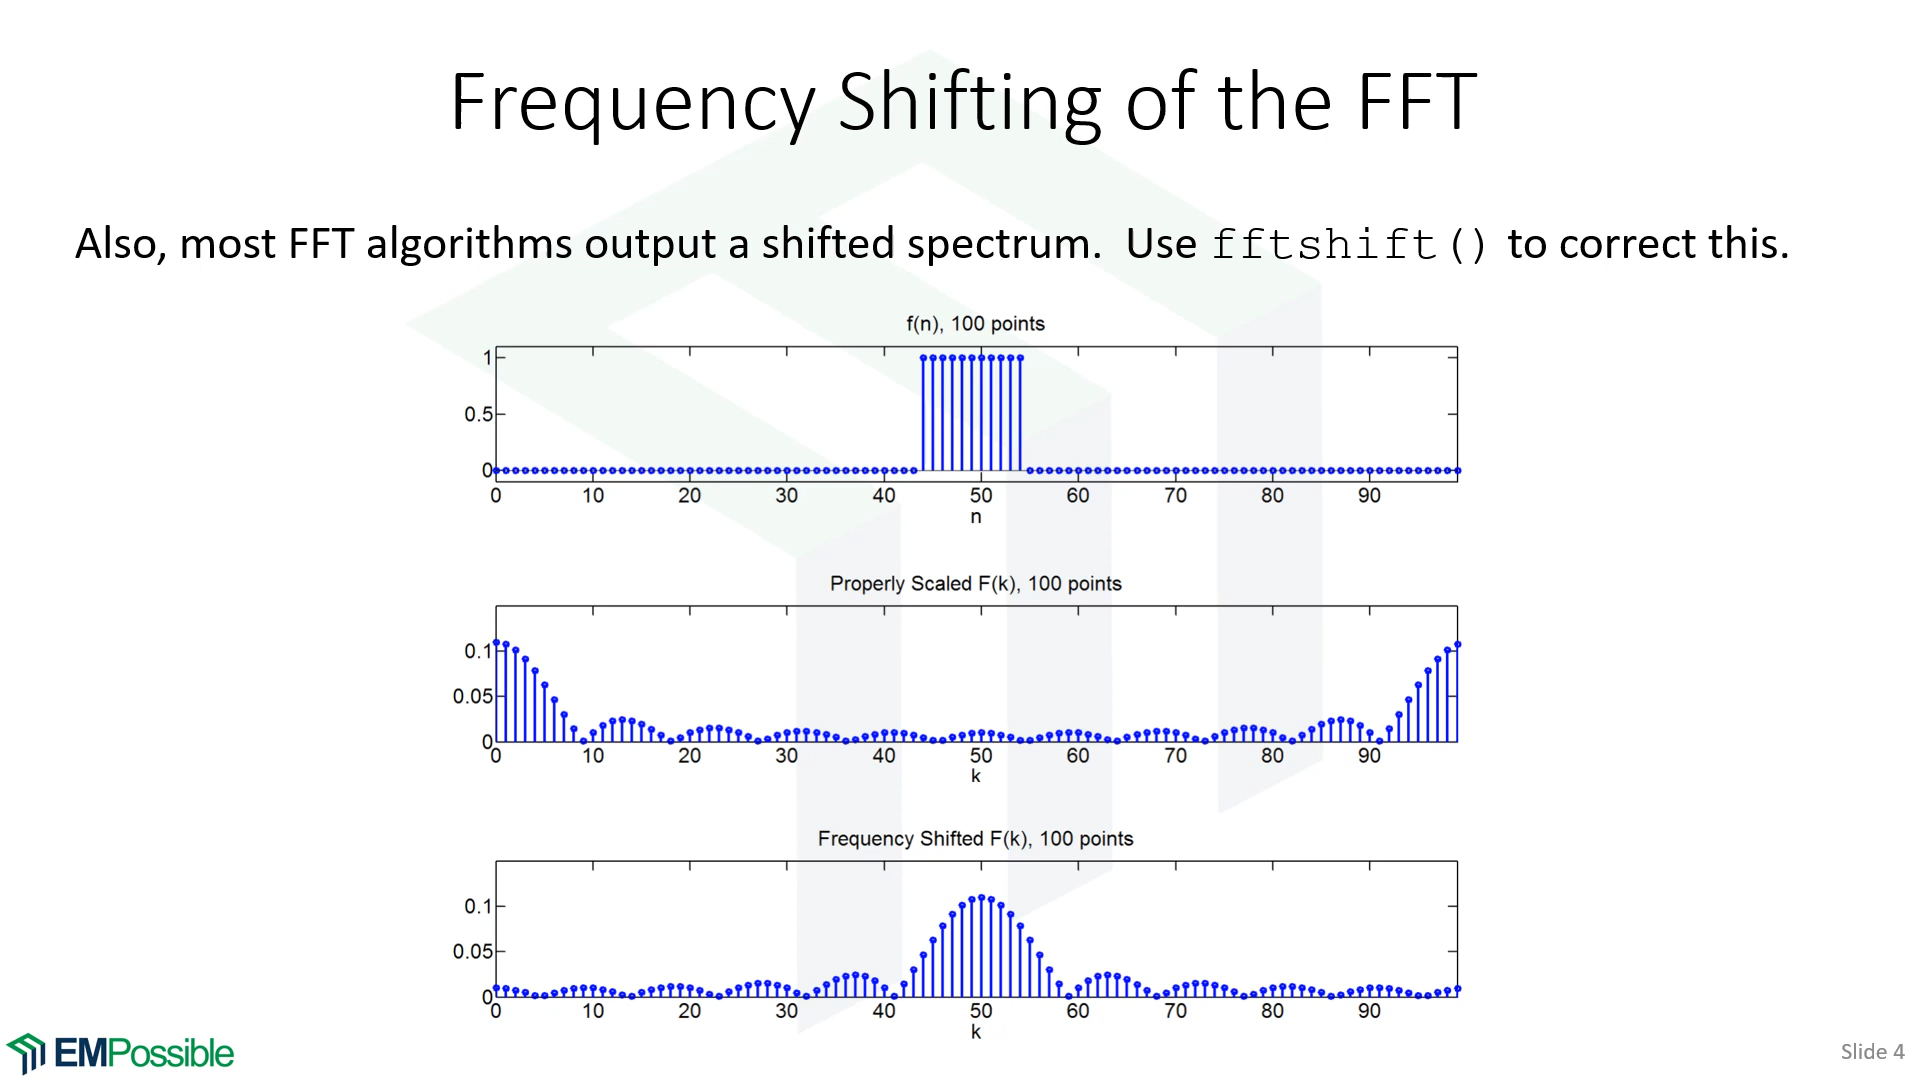 Frequency Shifting of the FFT
Also, most FFT algorithms output a shifted spectrum.  Use fftshift() to correct this.
f(n), 100 points
1
0.5
0
0 10 20 30 40 50 60 70 80 90
n
Properly Scaled F(k), 100 points
0.1
0.05
0
0 10 20 30 40 50 60 70 80 90
k
Frequency Shifted F(k), 100 points
0.1
0.05
0
0 10 20 30 40 50 60 70 80 90
k
EMPossible
Slide 4